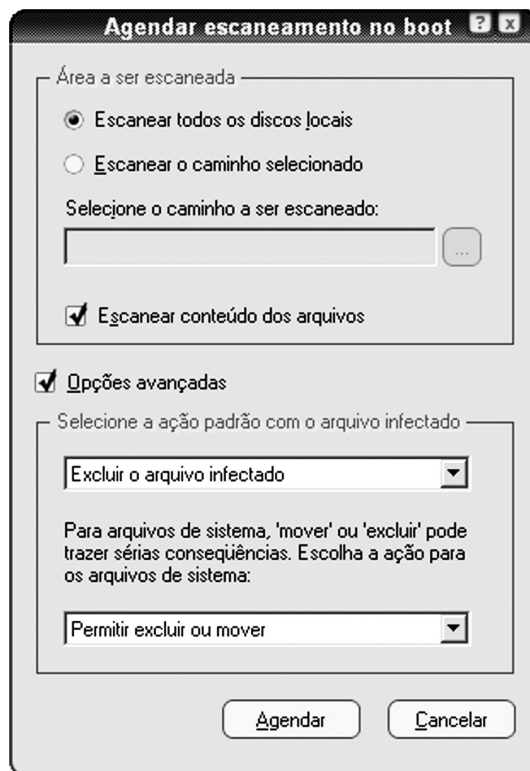 Agendar escaneamento no boot ? x
Área a ser escaneada
Escanear todos os discos locais
Escanear o caminho selecionado
Selecione o caminho a ser escaneado:
...
Escanear conteúdo dos arquivos
Opções avançadas
Selecione a ação padrão com o arquivo infectado
Excluir o arquivo infectado
Para arquivos de sistema, 'mover' ou 'excluir' pode
trazer sérias conseqüências. Escolha a ação para
os arquivos de sistema:
Permitir excluir ou mover
Agendar Cancelar